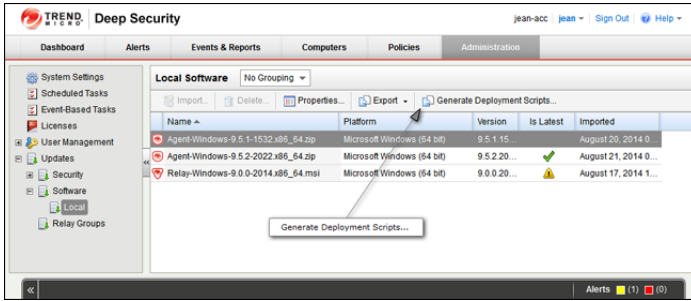 TREND MICRO Deep Security
jean-acc jean Sign Out Help
Dashboard Alerts Events & Reports Computers Policies Administration
System Settings
Scheduled Tasks
Event-Based Tasks
Licenses
User Management
Updates
Security
Software
Local
Relay Groups
Local Software No Grouping
Import... Delete... Properties... Export Generate Deployment Scripts...
Name Platform Version Is Latest Imported
Agent-Windows-9.5.1-1532.x86_64.zip Microsoft Windows (64 bit) 9.5.1.15... August 20, 2014 0...
Agent-Windows-9.5.2-2022.x86_64.zip Microsoft Windows (64 bit) 9.5.2.20... August 21, 2014 0...
Relay-Windows-9.0.0-2014.x86_64.msi Microsoft Windows (64 bit) 9.0.0.20... August 17, 2014 1...
Generate Deployment Scripts...
« Alerts (1) (0)